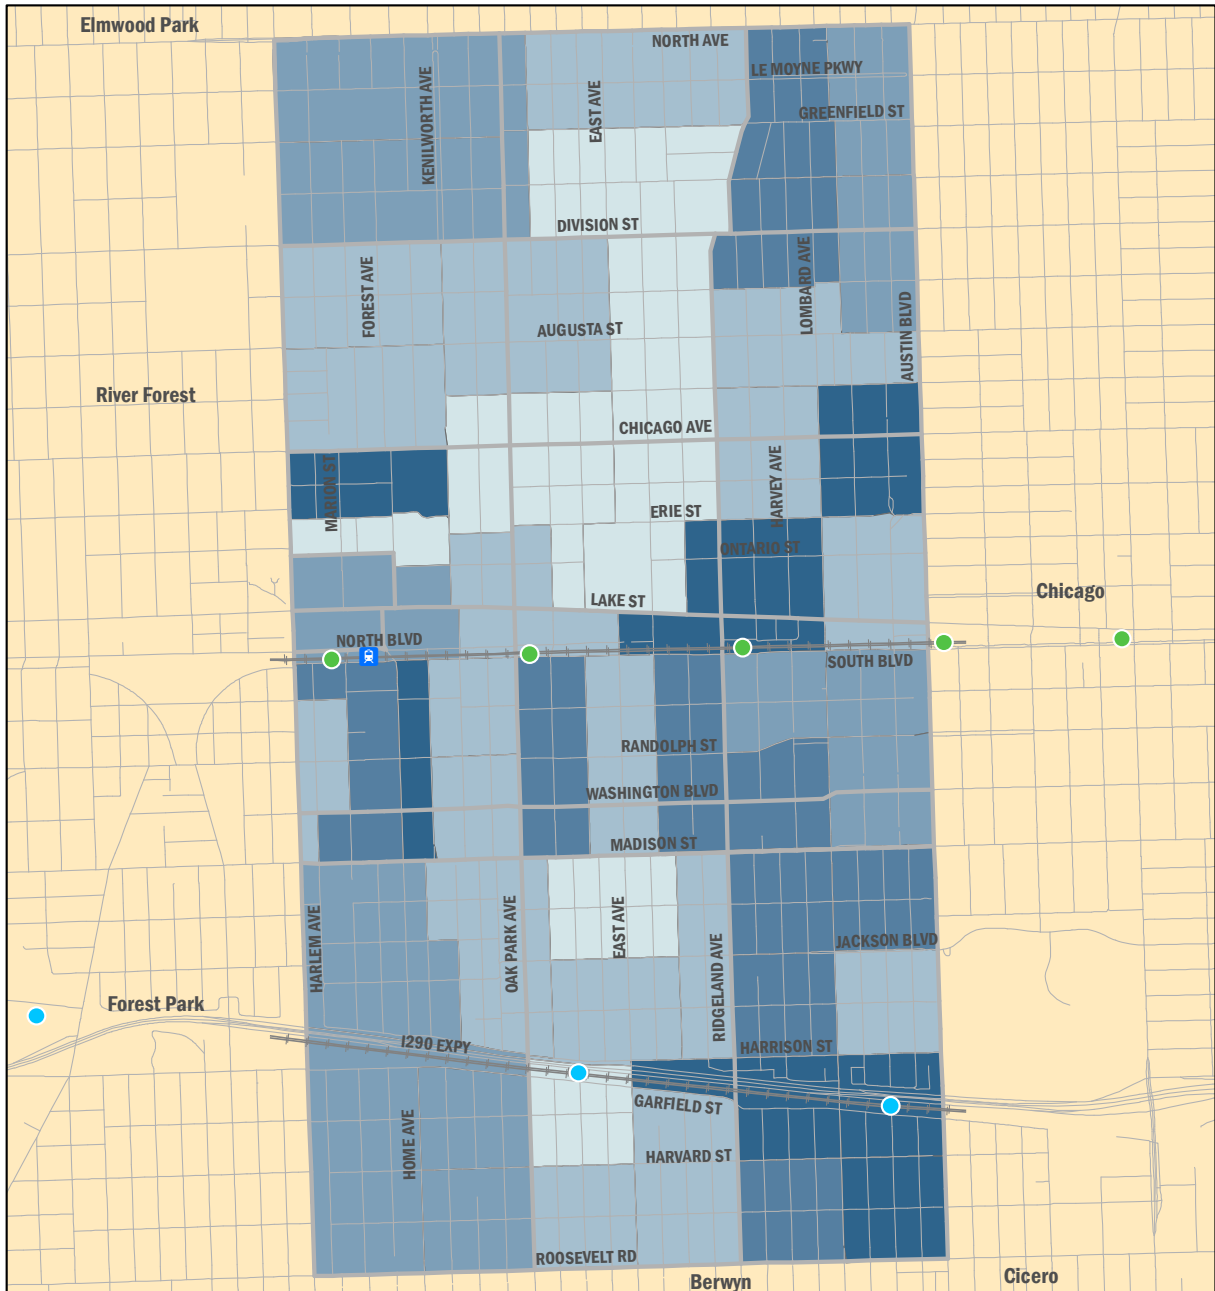 Elmwood Park
NORTH AVE
LE MOYNE PKWY
KENILWORTH AVE
EAST AVE
GREENFIELD ST
DIVISION ST
FOREST AVE
LOMBARD AVE
AUGUSTA ST
AUSTIN BLVD
River Forest
CHICAGO AVE
MARION ST
HARVEY AVE
ERIE ST
ONTARIO ST
Chicago
LAKE ST
NORTH BLVD
SOUTH BLVD
RANDOLPH ST
WASHINGTON BLVD
MADISON ST
HARLEM AVE
OAK PARK AVE
EAST AVE
RIDGELAND AVE
JACKSON BLVD
Forest Park
I290 EXPY
HARRISON ST
GARFIELD ST
HOME AVE
HARVARD ST
ROOSEVELT RD
Berwyn
Cicero